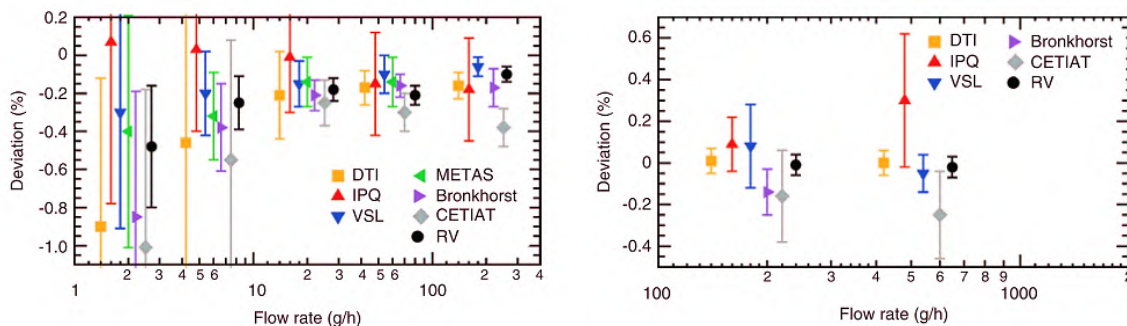 0.2
0
-0.2
-0.4
-0.6
-0.8
-1.0
Deviation (%)
DTI
IPQ
VSL
METAS
Bronkhorst
CETIAT
RV
1 2 4 5 6 8 10 2 3 4 5 6 8 100 2 3 4
Flow rate (g/h)
0.6
0.4
0.2
0
-0.2
-0.4
Deviation (%)
DTI
IPQ
VSL
Bronkhorst
CETIAT
RV
100 2 3 4 5 6 7 8 9 1000 2
Flow rate (g/h)